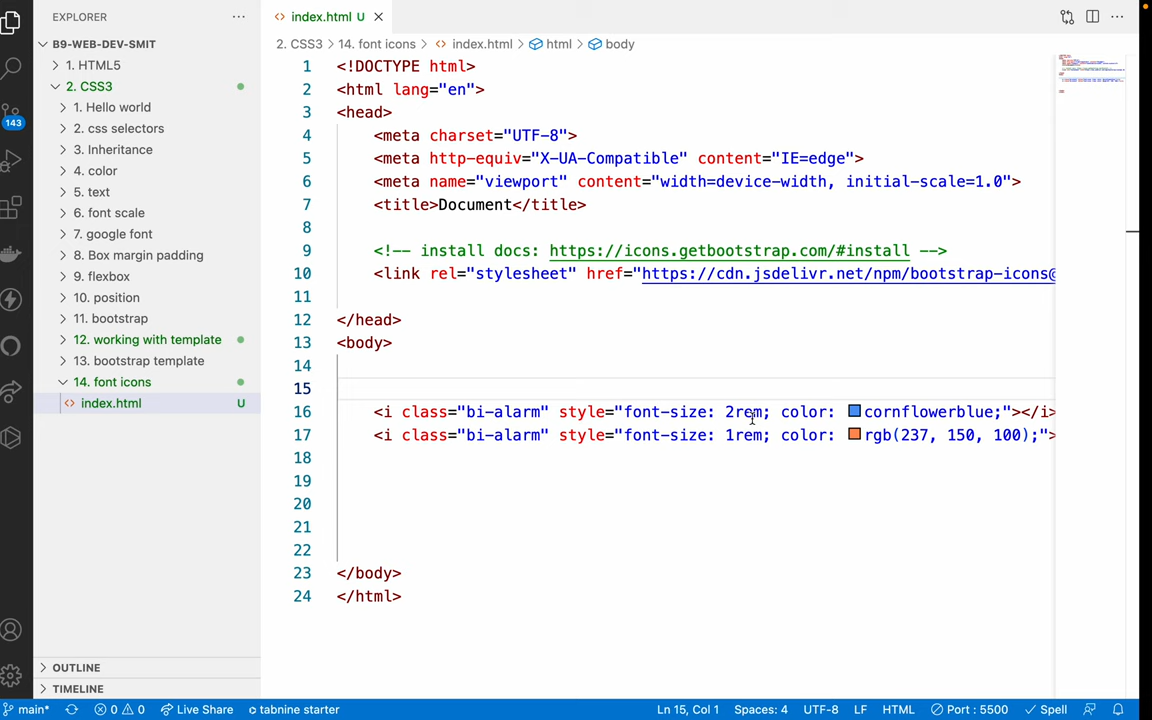 EXPLORER
B9-WEB-DEV-SMIT
1. HTML5
2. CSS3
1. Hello world
2. css selectors
3. Inheritance
4. color
5. text
6. font scale
7. google font
8. Box margin padding
9. flexbox
10. position
11. bootstrap
12. working with template
13. bootstrap template
14. font icons
index.html U
OUTLINE
TIMELINE
143
index.html U
2. CSS3 > 14. font icons > index.html > html > body
1 <!DOCTYPE html>
2 <html lang="en">
3 <head>
4 <meta charset="UTF-8">
5 <meta http-equiv="X-UA-Compatible" content="IE=edge">
6 <meta name="viewport" content="width=device-width, initial-scale=1.0">
7 <title>Document</title>
8
9 <!-- install docs: https://icons.getbootstrap.com/#install -->
10 <link rel="stylesheet" href="https://cdn.jsdelivr.net/npm/bootstrap-icons@
11
12 </head>
13 <body>
14
15
16 <i class="bi-alarm" style="font-size: 2rem; color: cornflowerblue;"></i>
17 <i class="bi-alarm" style="font-size: 1rem; color: rgb(237, 150, 100);">
18
19
20
21
22
23 </body>
24 </html>
main* 0 0 Live Share tabnine starter Ln 15, Col 1 Spaces: 4 UTF-8 LF HTML Port : 5500 Spell